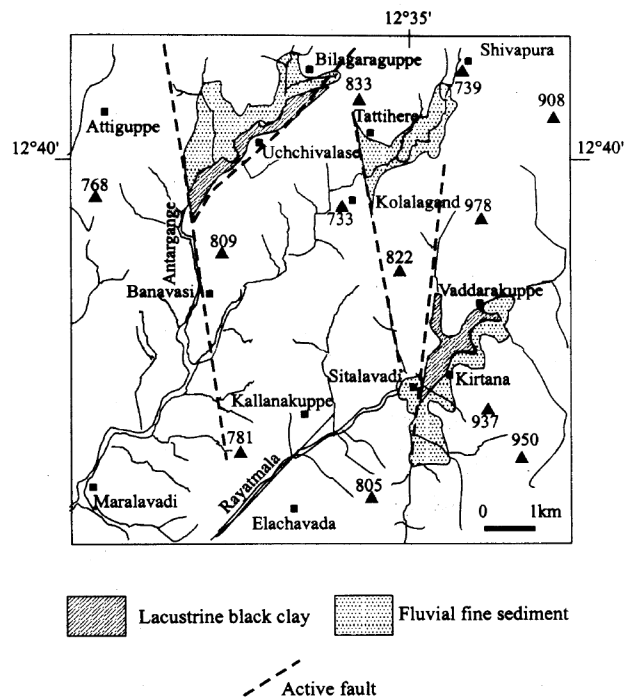 12°35'
Shivapura
Bilagaraguppe
833
739
908
Tattihere
Attiguppe
12°40'
Uchchivalase
12°40'
768
Kolalagand
978
733
Antargange
809
822
Banavasi
Vaddarakuppe
Sitalavadi
Kirtana
Kallanakuppe
937
781
950
Rayatmala
805
Maralavadi
Elachavada
0 1km
Lacustrine black clay
Fluvial fine sediment
Active fault